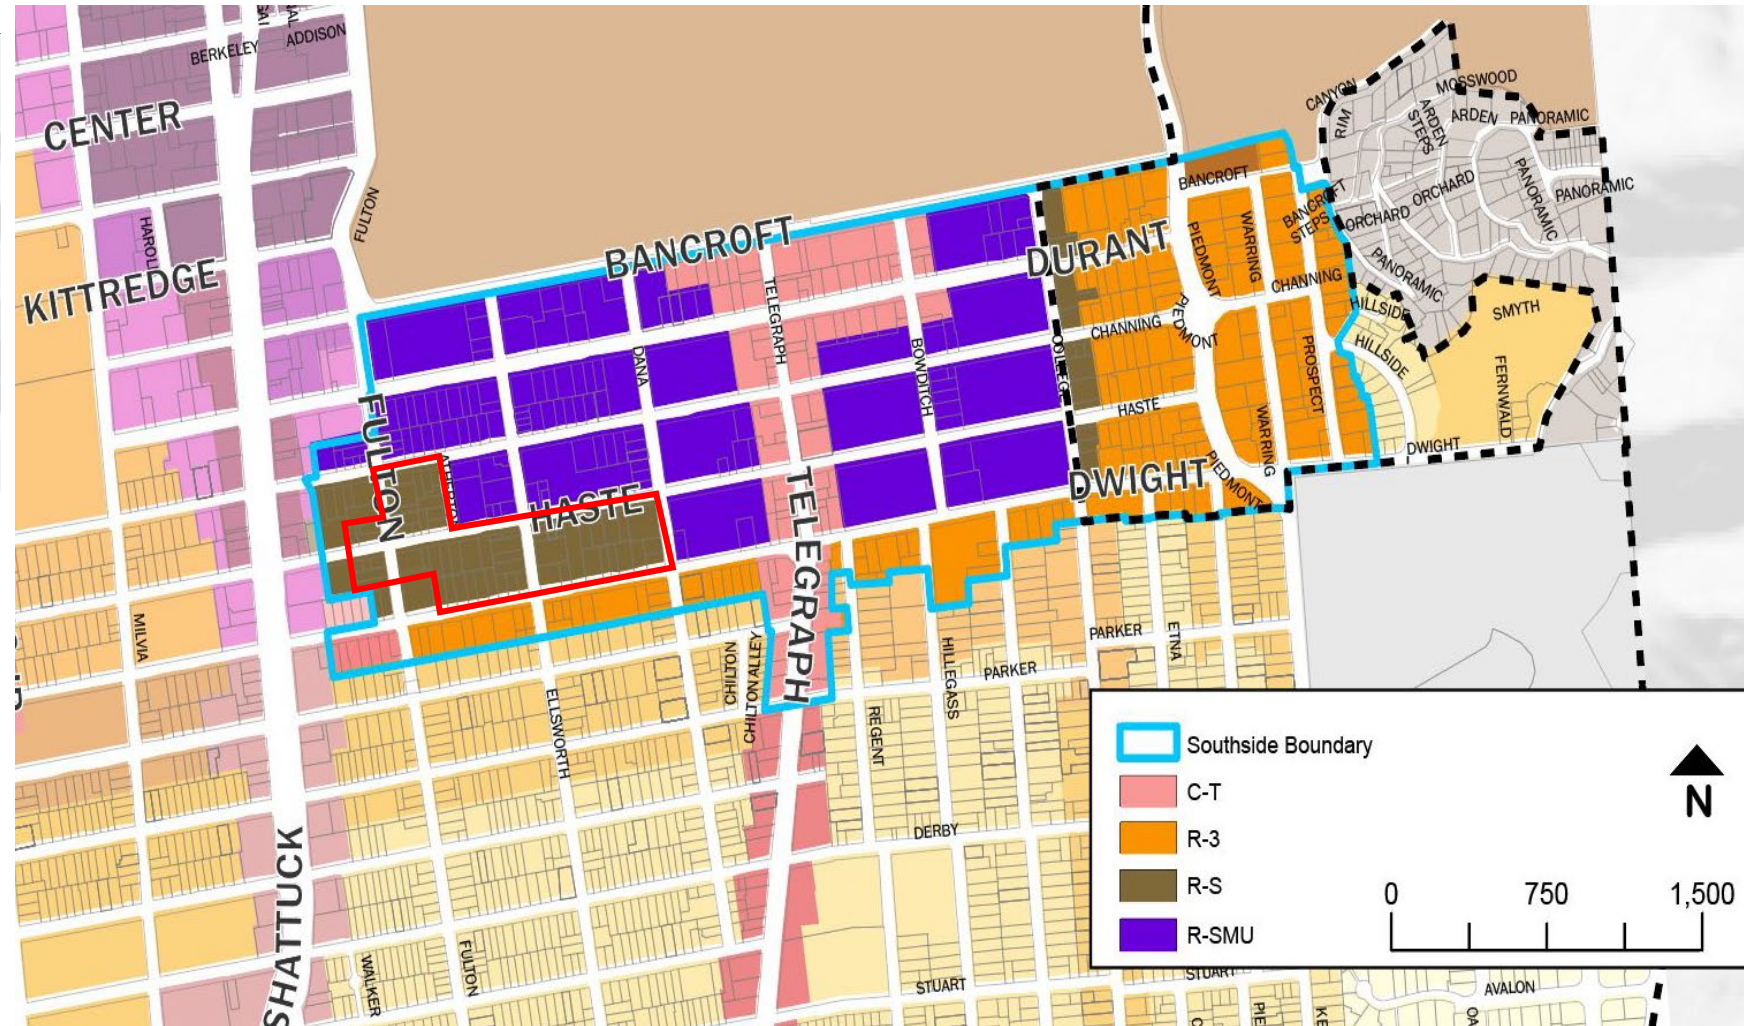 BERKELEY
ADDISON
CENTER
FULTON
HAROL
KITTREDGE
CANYON
RIM
MOSSWOOD
ARDEN
STEPS
ARDEN
PANORAMIC
PANORAMIC
PANORAMIC
ORCHARD
ORCHARD
PANORAMIC
BANCROFT
STEPS
BANCROFT
BANCROFT
DURANT
PIEDMONT
WARRING
CHANNING
TELEGRAPH
DANA
BOWDITCH
CHANNING
PIEDMONT
HILLSIDE
HILLSIDE
SMYTH
FERNWALD
PROSPECT
HASTE
WARRING
DWIGHT
FULTON
HASTE
TELEGRAPH
DWIGHT
PIEDMONT
MILVIA
PARKER
ETNA
PARKER
CHILTON
CHILTON ALLEY
HILLEGASS
ELLSWORTH
REGENT
DERBY
SHATTUCK
WALKER
FULTON
STUART
STUART
AVALON
Southside Boundary
C-T
R-3
R-S
R-SMU
N
0 750 1,500